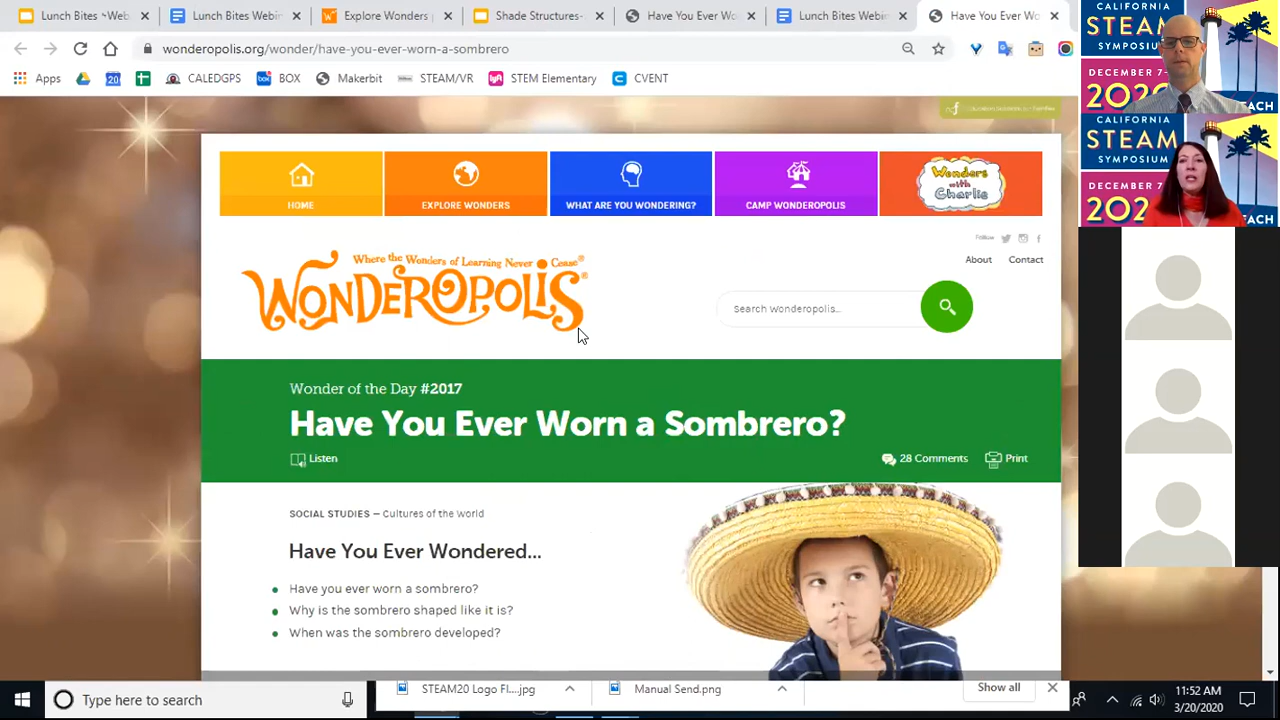 Lunch Bites ~Web
Lunch Bites Webin
Explore Wonders
Shade Structures-
Have You Ever Wo
Lunch Bites Webin
Have You Ever Wo
wonderopolis.org/wonder/have-you-ever-worn-a-sombrero
Apps
20
CALEDGPS
box
BOX
Makerbit
STEAM/VR
STEM Elementary
CVENT
HOME
EXPLORE WONDERS
WHAT ARE YOU WONDERING?
CAMP WONDEROPOLIS
Wonders
with
Charlie
Follow
About
Contact
Where the Wonders of Learning Never Cease®
WONDEROPOLIS®
Search Wonderopolis...
Wonder of the Day #2017
Have You Ever Worn a Sombrero?
Listen
28 Comments
Print
SOCIAL STUDIES — Cultures of the world
Have You Ever Wondered...
Have you ever worn a sombrero?
Why is the sombrero shaped like it is?
When was the sombrero developed?
STEAM20 Logo Fl....jpg
Manual Send.png
Show all
Type here to search
11:52 AM
3/20/2020
CALIFORNIA
STEAM
SYMPOSIUM
DECEMBER 7-
202
EACH
CALIFORNIA
STEAM
SYMPOSIUM
DECEMBER 7
202
EACH